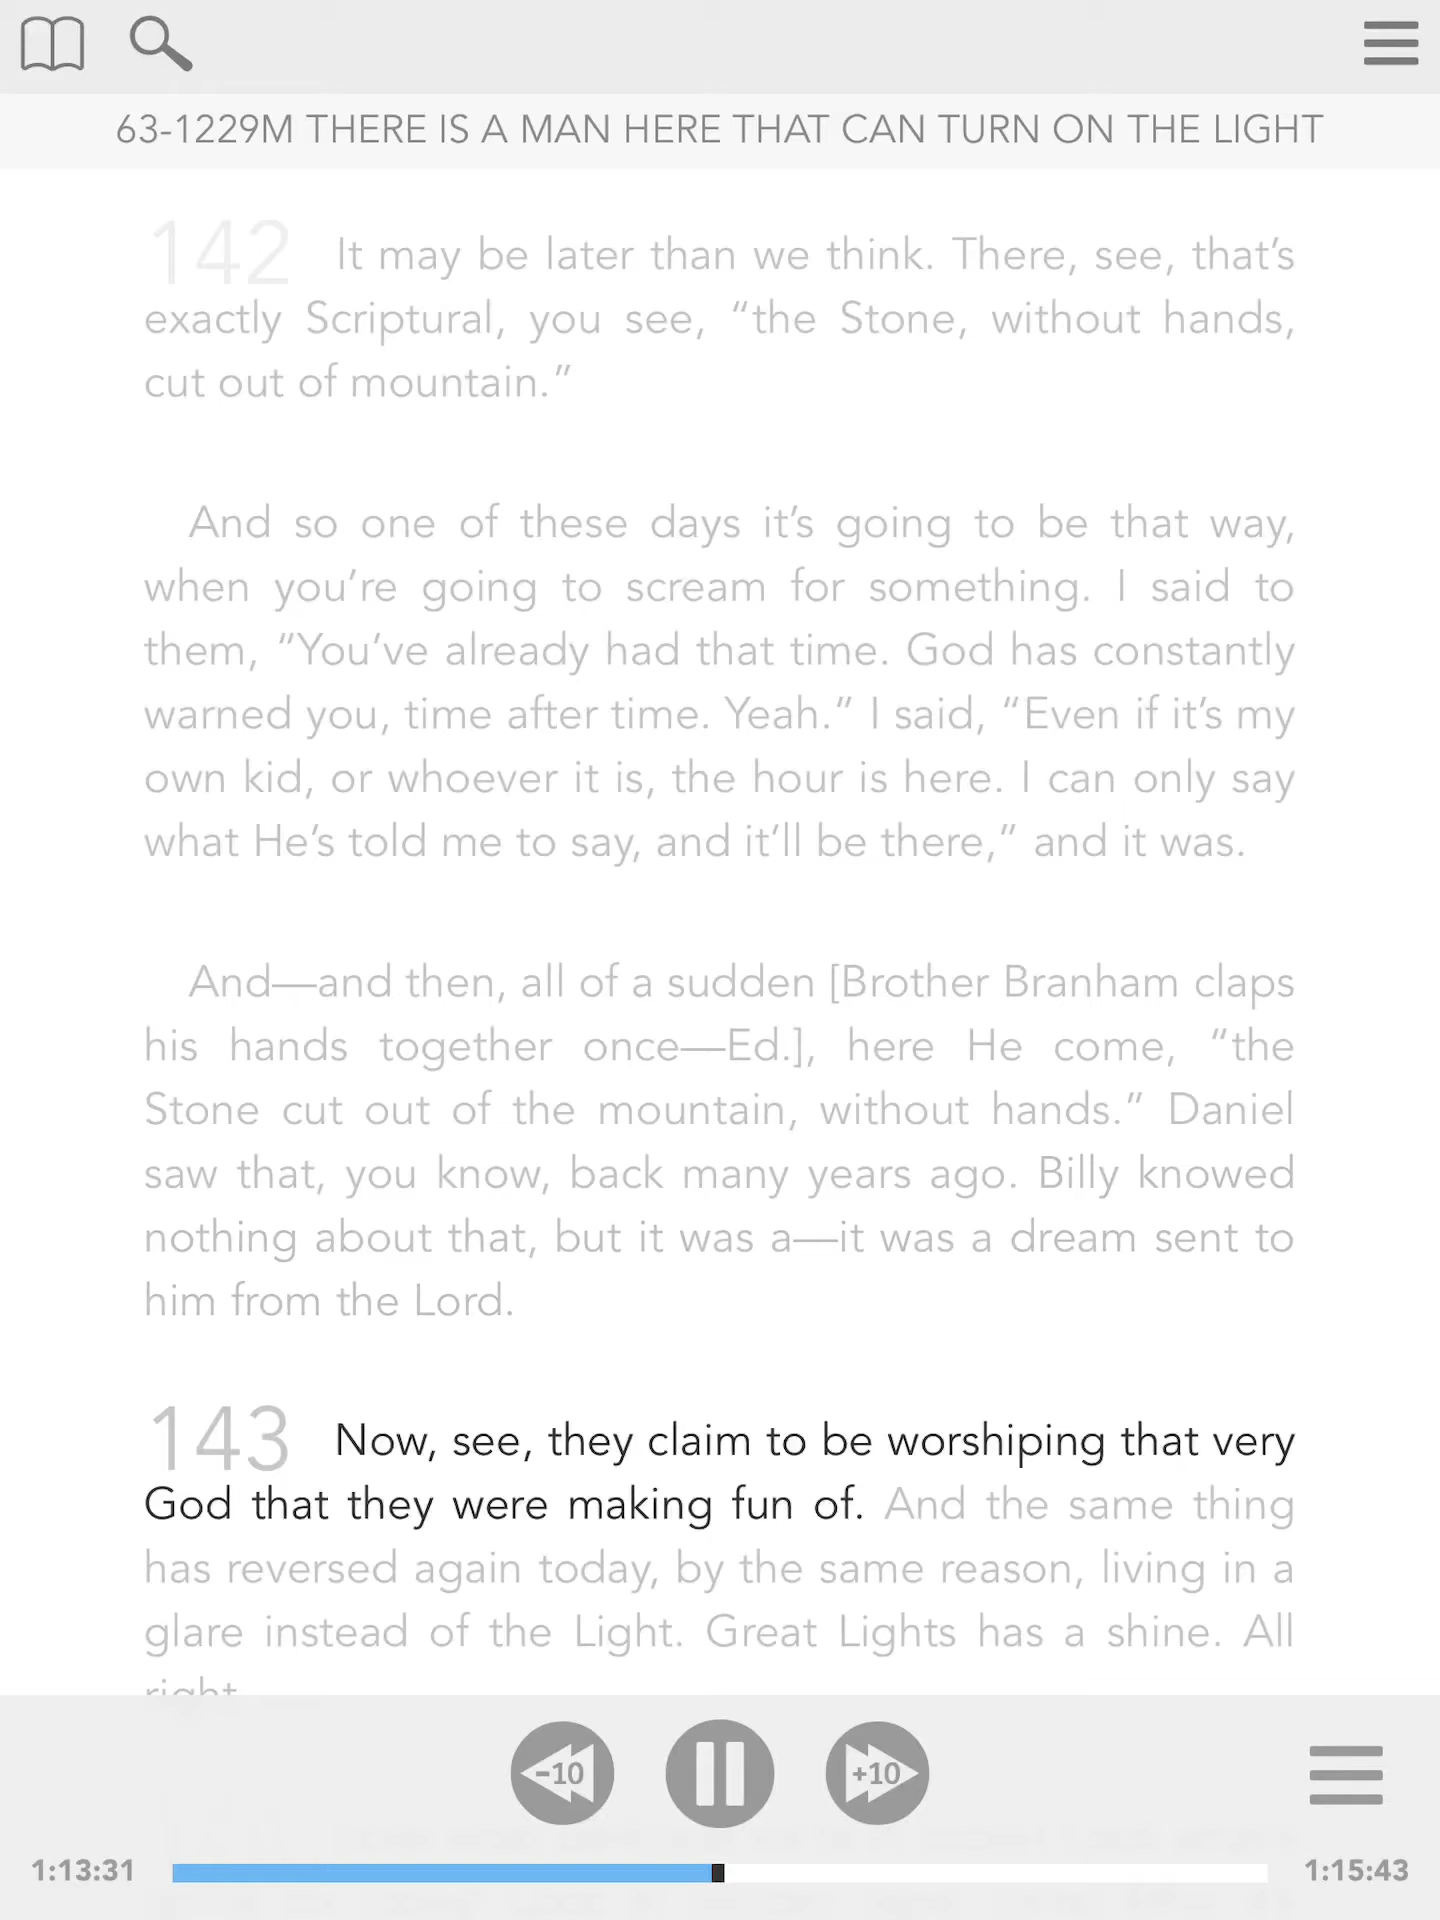 63-1229M THERE IS A MAN HERE THAT CAN TURN ON THE LIGHT
142 It may be later than we think. There, see, that’s
exactly Scriptural, you see, “the Stone, without hands,
cut out of mountain.”
And so one of these days it’s going to be that way,
when you’re going to scream for something. I said to
them, “You’ve already had that time. God has constantly
warned you, time after time. Yeah.” I said, “Even if it’s my
own kid, or whoever it is, the hour is here. I can only say
what He’s told me to say, and it’ll be there,” and it was.
And—and then, all of a sudden [Brother Branham claps
his hands together once—Ed.], here He come, “the
Stone cut out of the mountain, without hands.” Daniel
saw that, you know, back many years ago. Billy knowed
nothing about that, but it was a—it was a dream sent to
him from the Lord.
143 Now, see, they claim to be worshiping that very
God that they were making fun of. And the same thing
has reversed again today, by the same reason, living in a
glare instead of the Light. Great Lights has a shine. All
right
-10
+10
1:13:31
1:15:43